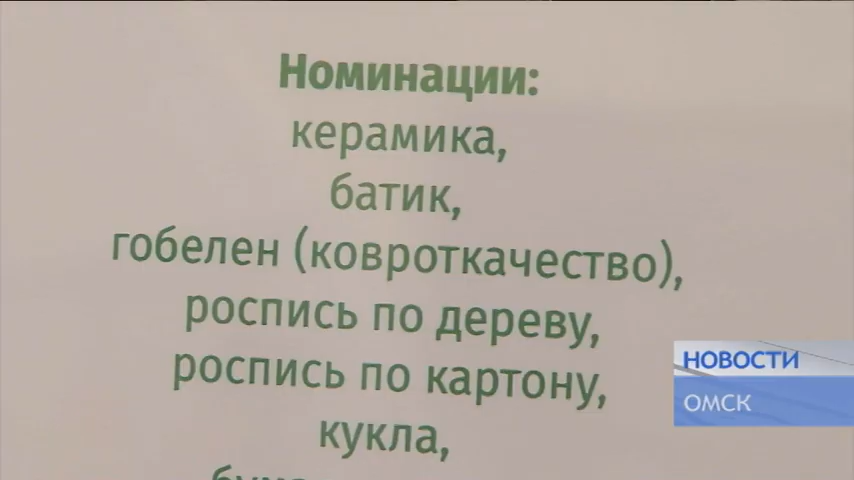 Номинации:
керамика,
батик,
гобелен (ковроткачество),
роспись по дереву,
роспись по картону,
кукла,
НОВОСТИ
ОМСК